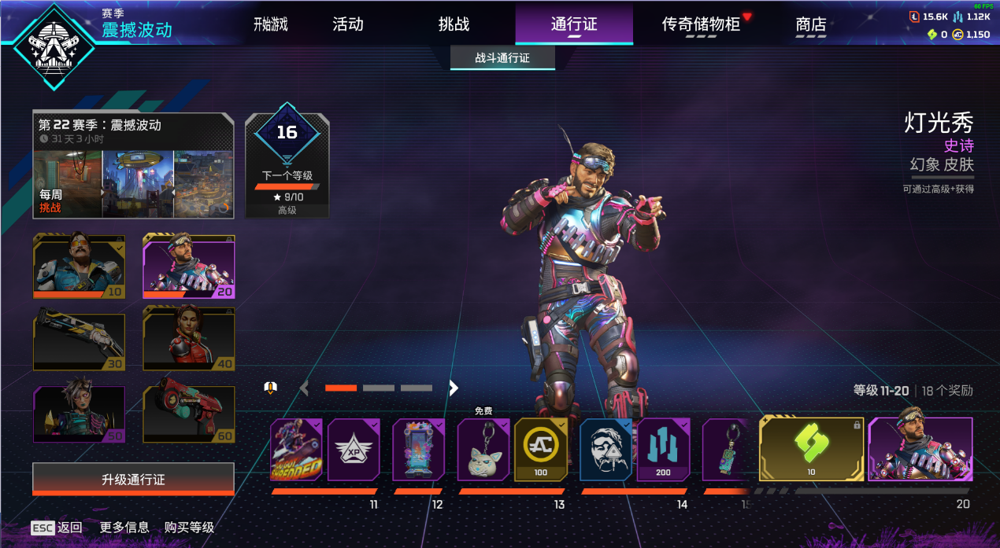 60 FPS
赛季
震撼波动
开始游戏
活动
挑战
通行证
传奇储物柜
商店
15.6K
1.12K
0
1,150
战斗通行证
第 22 赛季：震撼波动
31 天 3 小时
每周
挑战
16
下一个等级
9/10
高级
灯光秀
史诗
幻象 皮肤
可通过高级+获得
10
20
30
40
50
60
等级 11-20 | 18 个奖励
免费
XP
100
200
10
11
12
13
14
15
20
升级通行证
ESC 返回
更多信息
购买等级